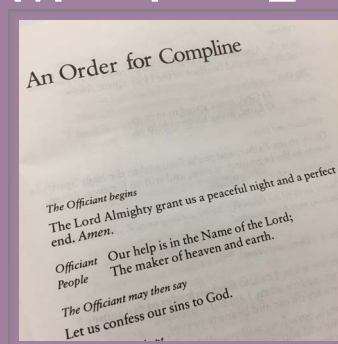 An Order for Compline
The Officiant begins
The Lord Almighty grant us a peaceful night and a perfect
end. Amen.
Officiant Our help is in the Name of the Lord;
People The maker of heaven and earth.
The Officiant may then say
Let us confess our sins to God.